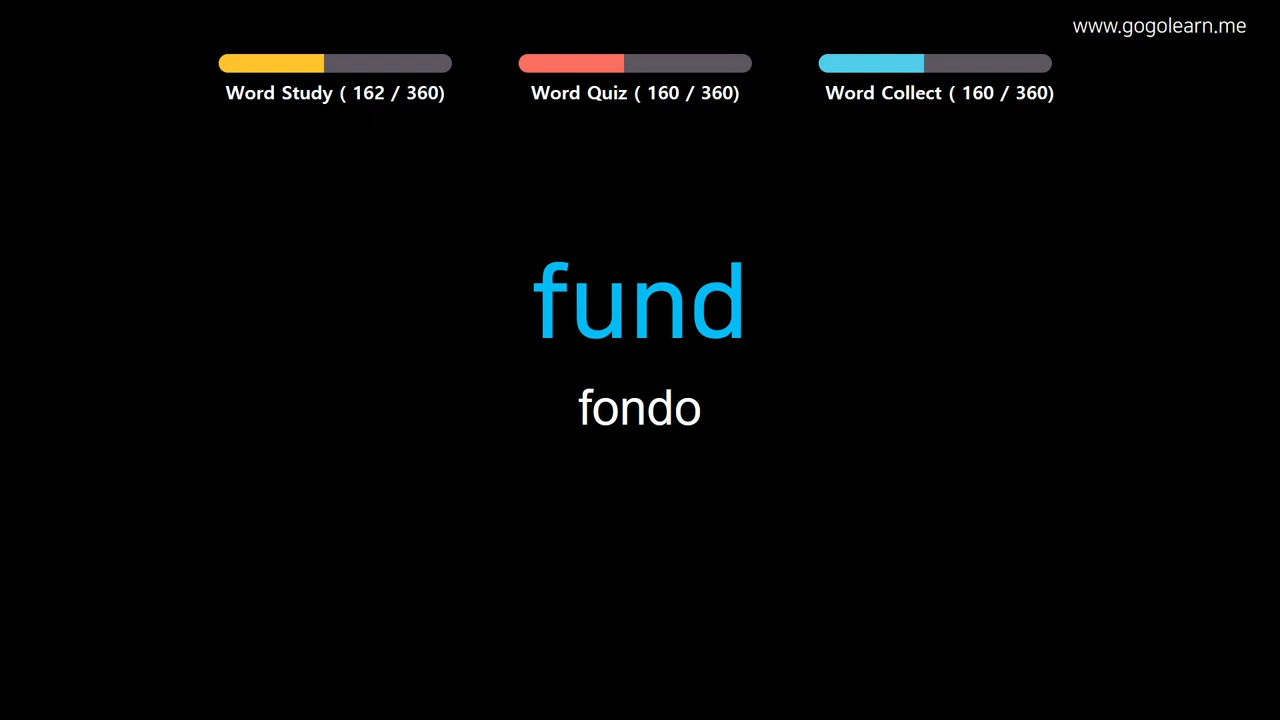 www.gogolearn.me
Word Study ( 162 / 360)
Word Quiz ( 160 / 360)
Word Collect ( 160 / 360)
fund
fondo